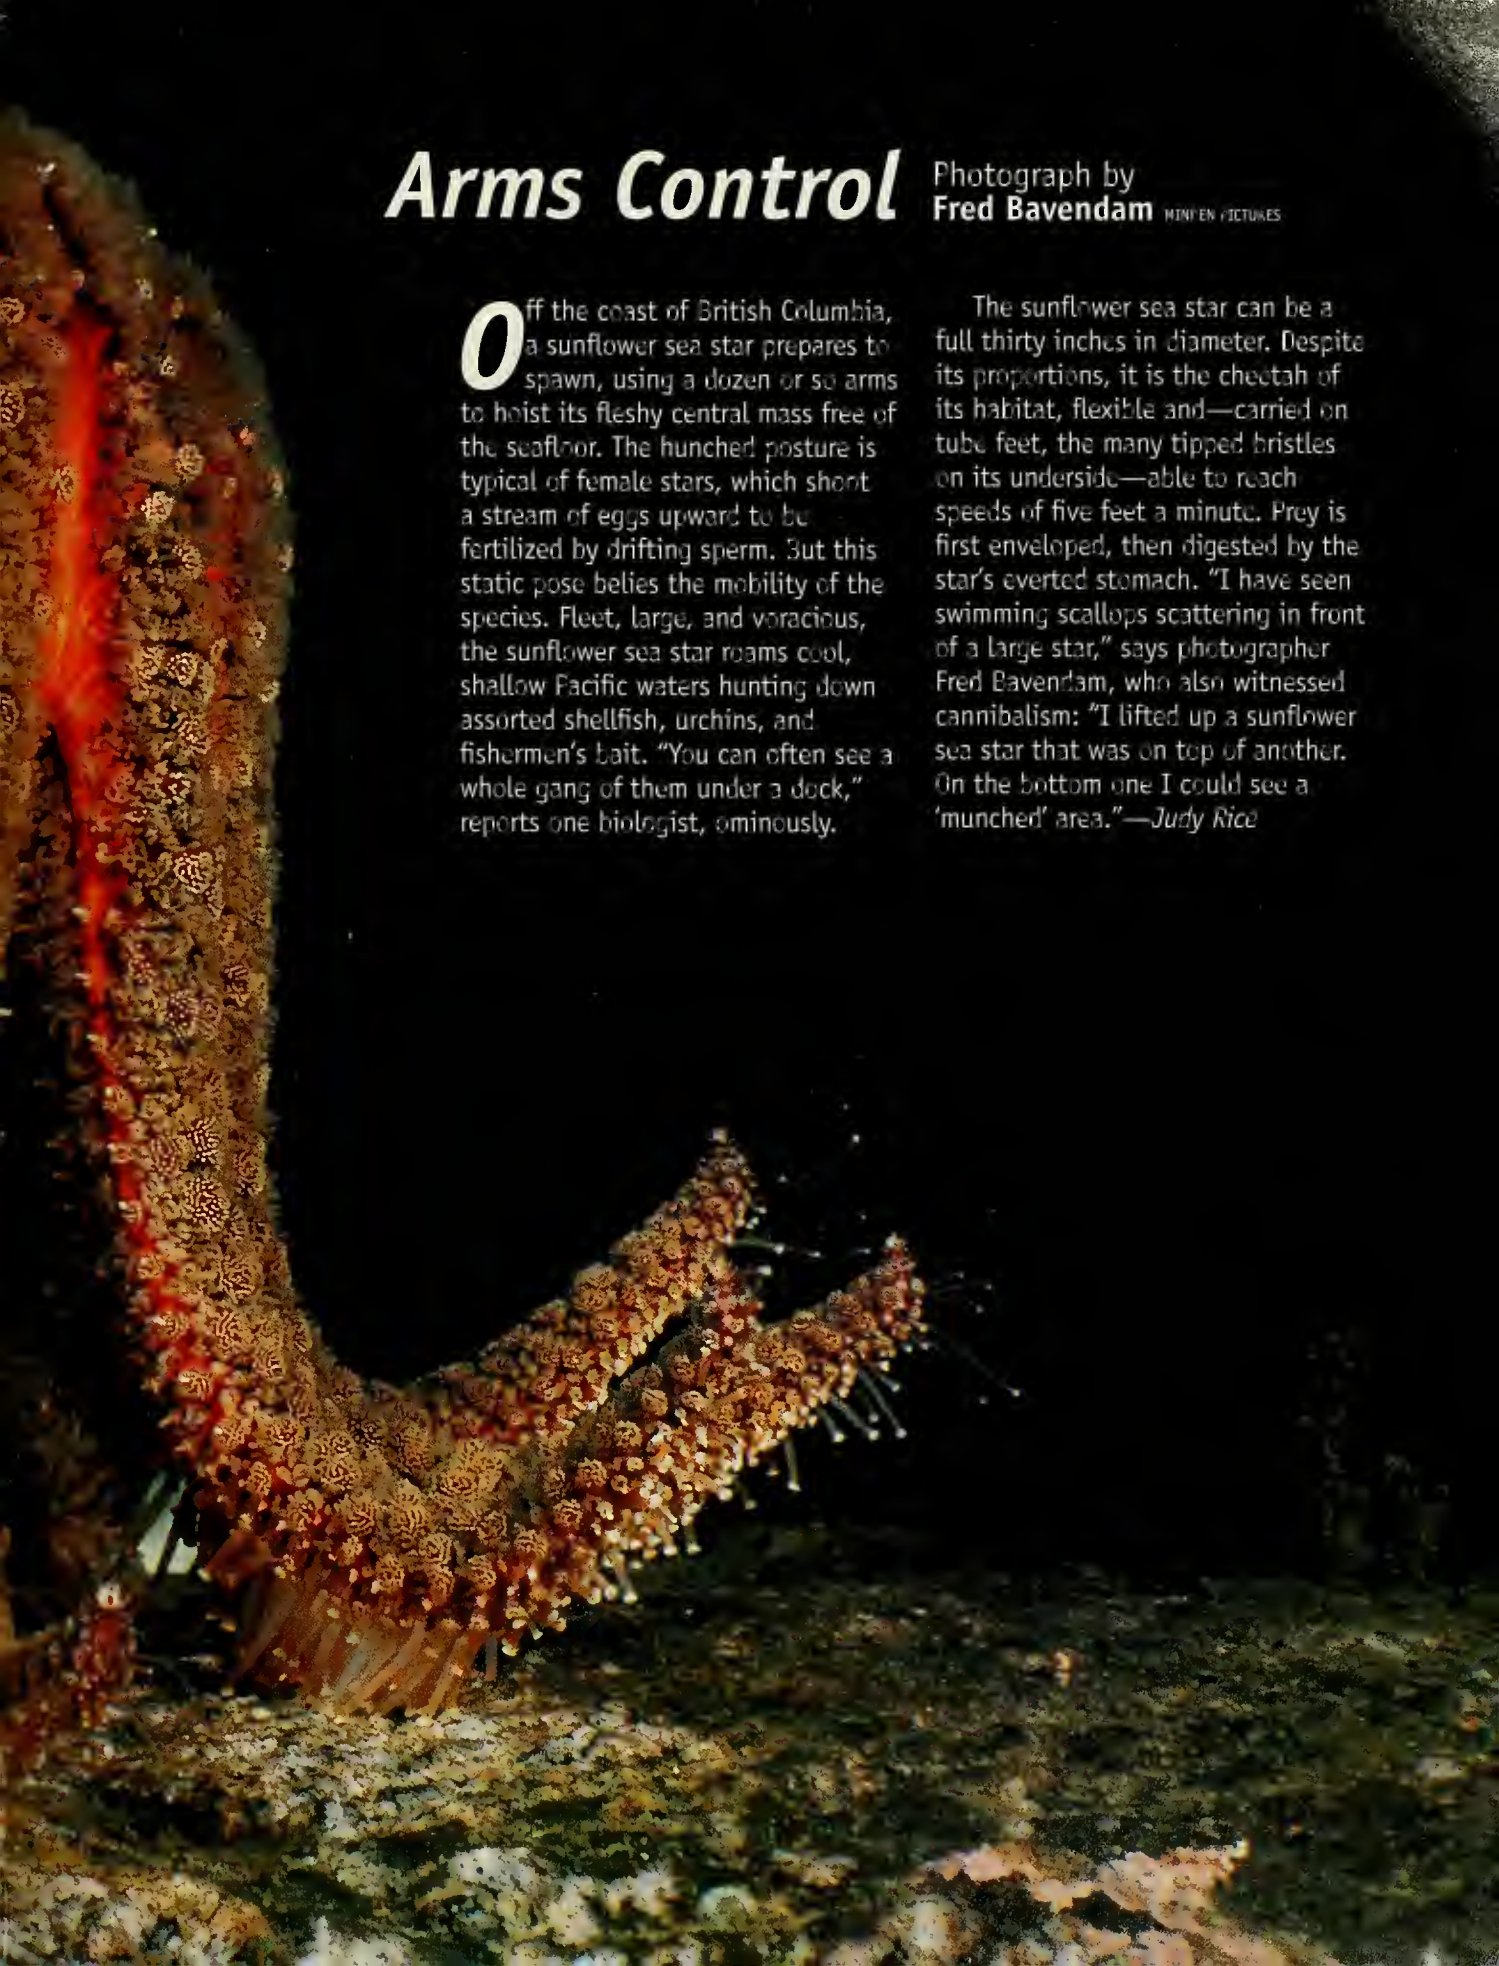 Arms Control
Photograph by
Fred Bavendam MINDEN PICTURES
Off the coast of British Columbia,
a sunflower sea star prepares to
spawn, using a dozen or so arms
to hoist its fleshy central mass free of
the seafloor. The hunched posture is
typical of female stars, which shoot
a stream of eggs upward to be
fertilized by drifting sperm. But this
static pose belies the mobility of the
species. Fleet, large, and voracious,
the sunflower sea star roams cool,
shallow Pacific waters hunting down
assorted shellfish, urchins, and
fishermen's bait. "You can often see a
whole gang of them under a dock,"
reports one biologist, ominously.
The sunflower sea star can be a
full thirty inches in diameter. Despite
its proportions, it is the cheetah of
its habitat, flexible and—carried on
tube feet, the many tipped bristles
on its underside—able to reach
speeds of five feet a minute. Prey is
first enveloped, then digested by the
star's everted stomach. "I have seen
swimming scallops scattering in front
of a large star," says photographer
Fred Bavendam, who also witnessed
cannibalism: "I lifted up a sunflower
sea star that was on top of another.
On the bottom one I could see a
'munched' area."—Judy Rice